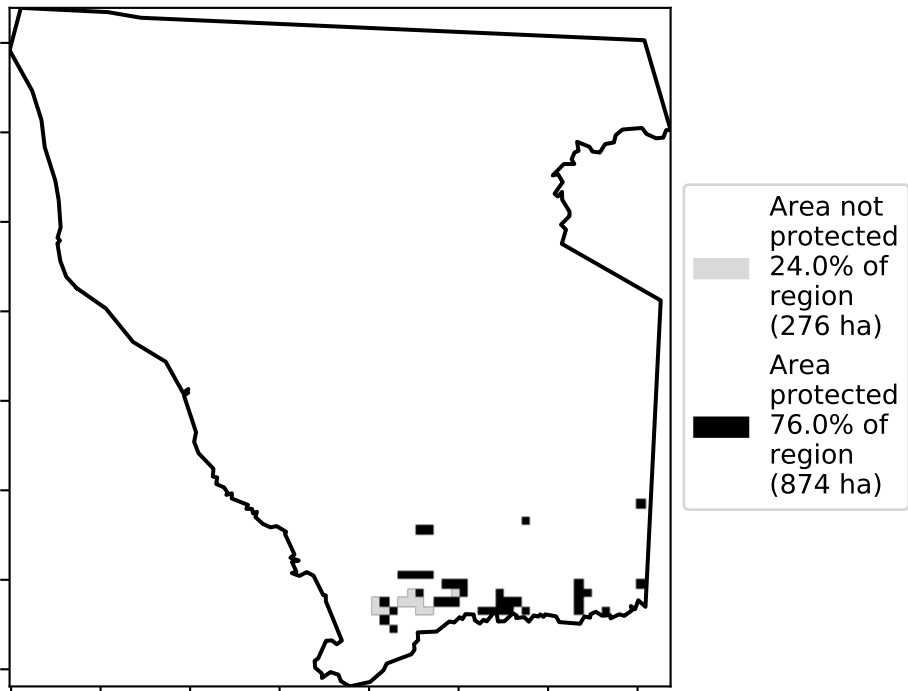 Area not
protected
24.0% of
region
(276 ha)
Area
protected
76.0% of
region
(874 ha)